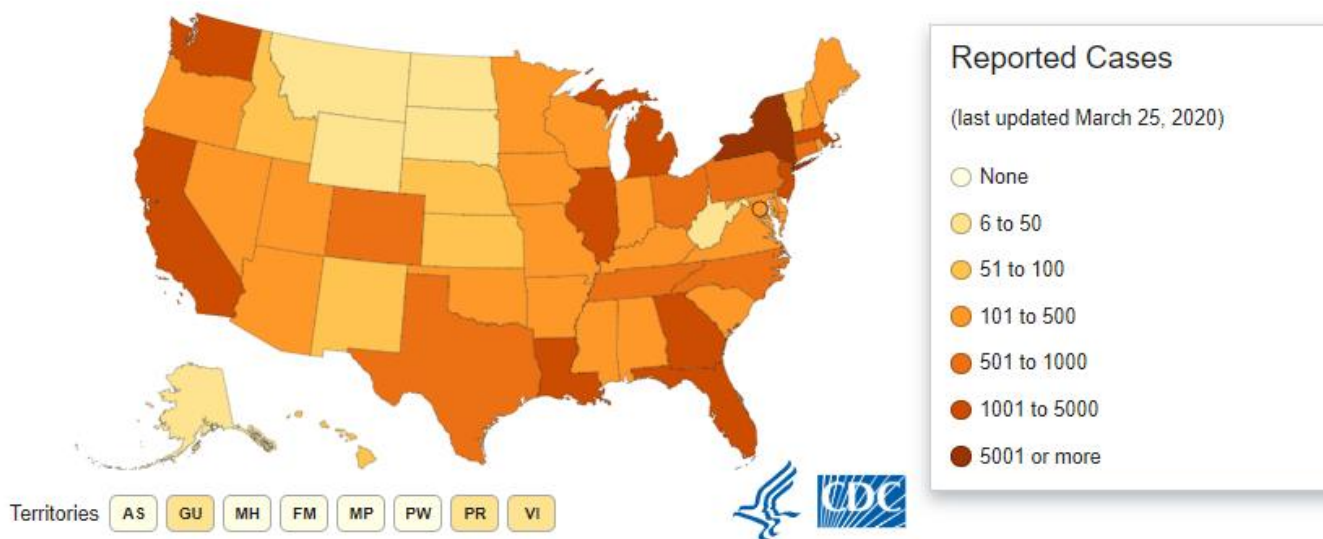 Reported Cases
(last updated March 25, 2020)
None
6 to 50
51 to 100
101 to 500
501 to 1000
1001 to 5000
5001 or more
Territories AS GU MH FM MP PW PR VI
CDC